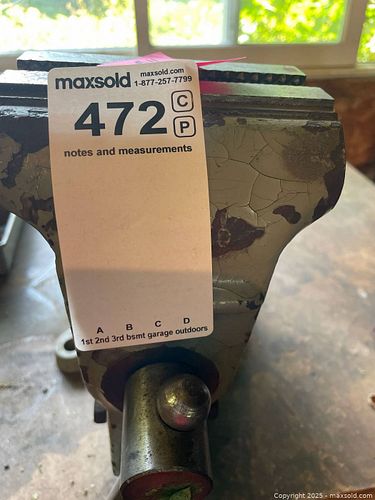 maxsold maxsold.com
1-877-257-7799
472 C
P
notes and measurements
A B C D
1st 2nd 3rd bsmt garage outdoors
Copyright 2025 - maxsold.com